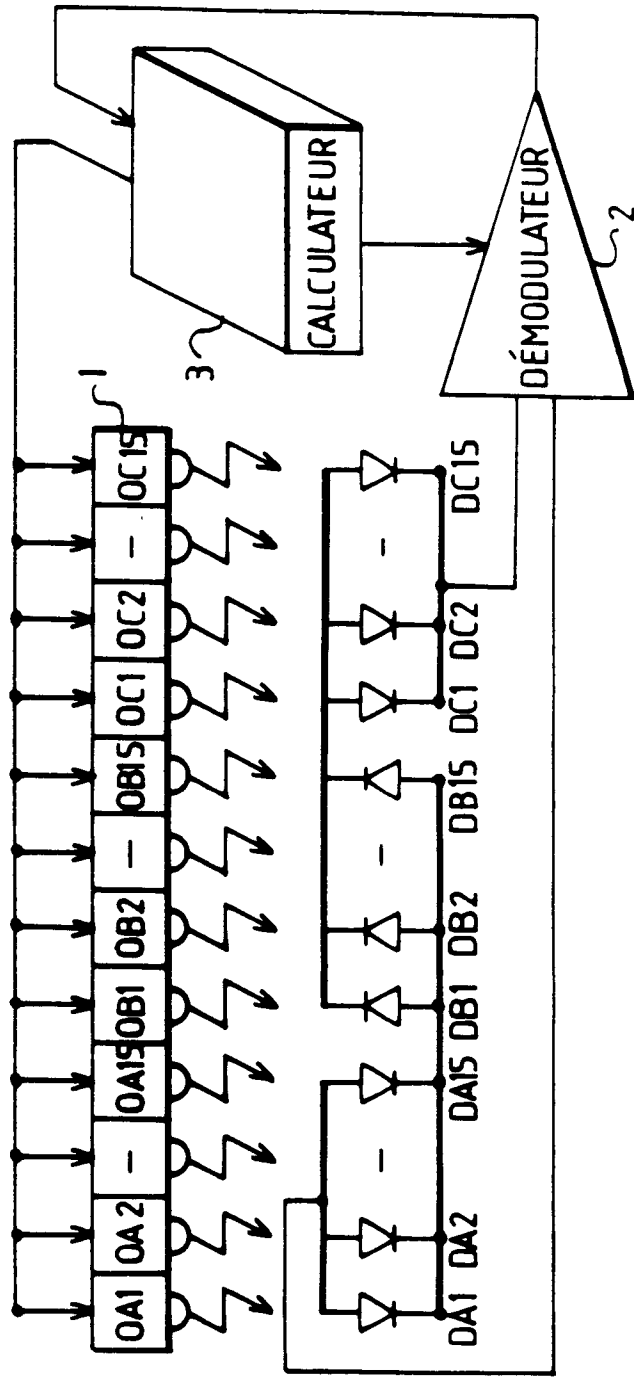 1
OA1 OA2 — OA15 OB1 OB2 — OB15 OC1 OC2 — OC15
3
CALCULATEUR
DA1 DA2 — DA15 DB1 DB2 — DB15 DC1 DC2 — DC15
DÉMODULATEUR
2